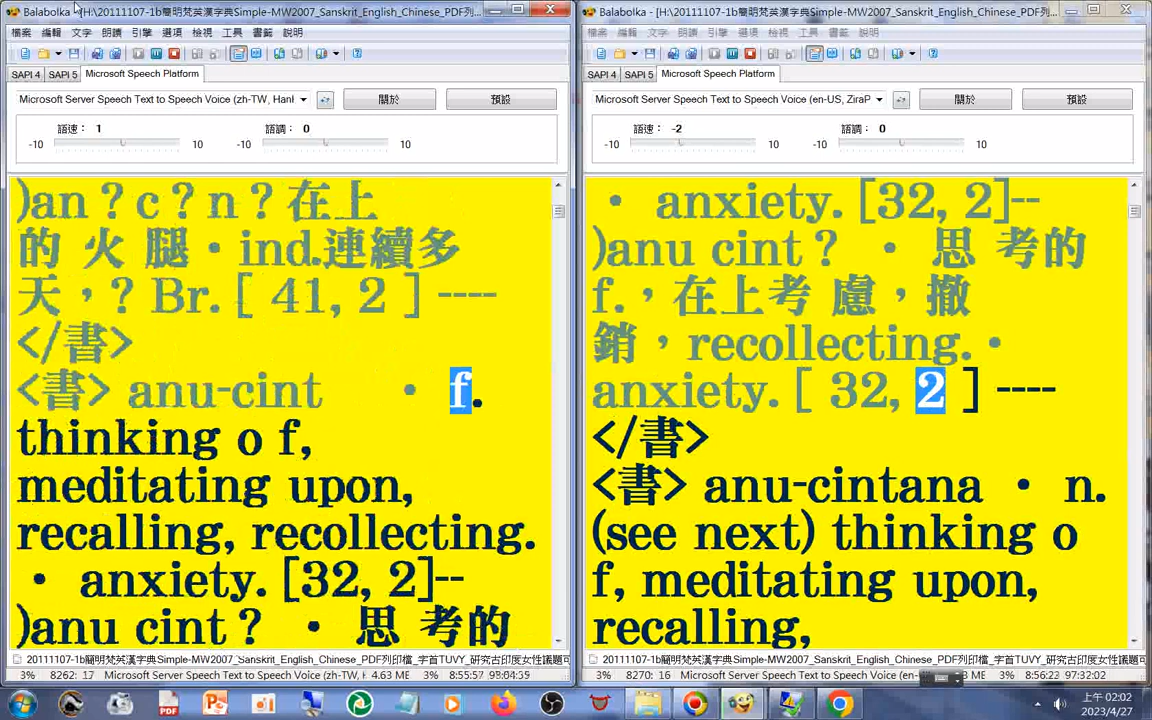 Balabolka - [H:\20111107-1b簡明梵英漢字典Simple-MW2007_Sanskrit_English_Chinese_PDF列...
檔案 編輯 文字 朗讀 引擎 選項 檢視 工具 書籤 說明
SAPI 4 SAPI 5 Microsoft Speech Platform
Microsoft Server Speech Text to Speech Voice (zh-TW, Hanl
關於
預設
語速： 1
語調： 0
-10 10 -10 10
)an？c？n？在上
的 火 腿・ind.連續多
天，? Br. [ 41, 2 ] ----
</書>
<書> anu-cint ・ f.
thinking o f,
meditating upon,
recalling, recollecting.
・ anxiety. [32, 2]--
)anu cint？ ・ 思 考的
20111107-1b簡明梵英漢字典Simple-MW2007_Sanskrit_English_Chinese_PDF列印檔_字首TUVY_研究古印度女性議題可
3% 8262: 17 Microsoft Server Speech Text to Speech Voice (zh-TW, H 4.63 ME 3% 8:55:57
Balabolka - [H:\20111107-1b簡明梵英漢字典Simple-MW2007_Sanskrit_English_Chinese_PDF列...
檔案 編輯 文字 朗讀 引擎 選項 檢視 工具 書籤 說明
SAPI 4 SAPI 5 Microsoft Speech Platform
Microsoft Server Speech Text to Speech Voice (en-US, ZiraP
關於
預設
語速： -2
語調： 0
-10 10 -10 10
・ anxiety. [32, 2]--
)anu cint？ ・ 思 考的
f.，在上考 慮，撤
銷，recollecting.・
anxiety. [ 32, 2 ] ----
</書>
<書> anu-cintana ・ n.
(see next) thinking o
f, meditating upon,
recalling,
20111107-1b簡明梵英漢字典Simple-MW2007_Sanskrit_English_Chinese_PDF列印檔_字首TUVY_研究古印度女性議題可
3% 8270: 16 Microsoft Server Speech Text to Speech Voice (en-US, 4.63 ME 3% 8:56:22 97:32:02
PDF
上午 02:02
2023/4/27